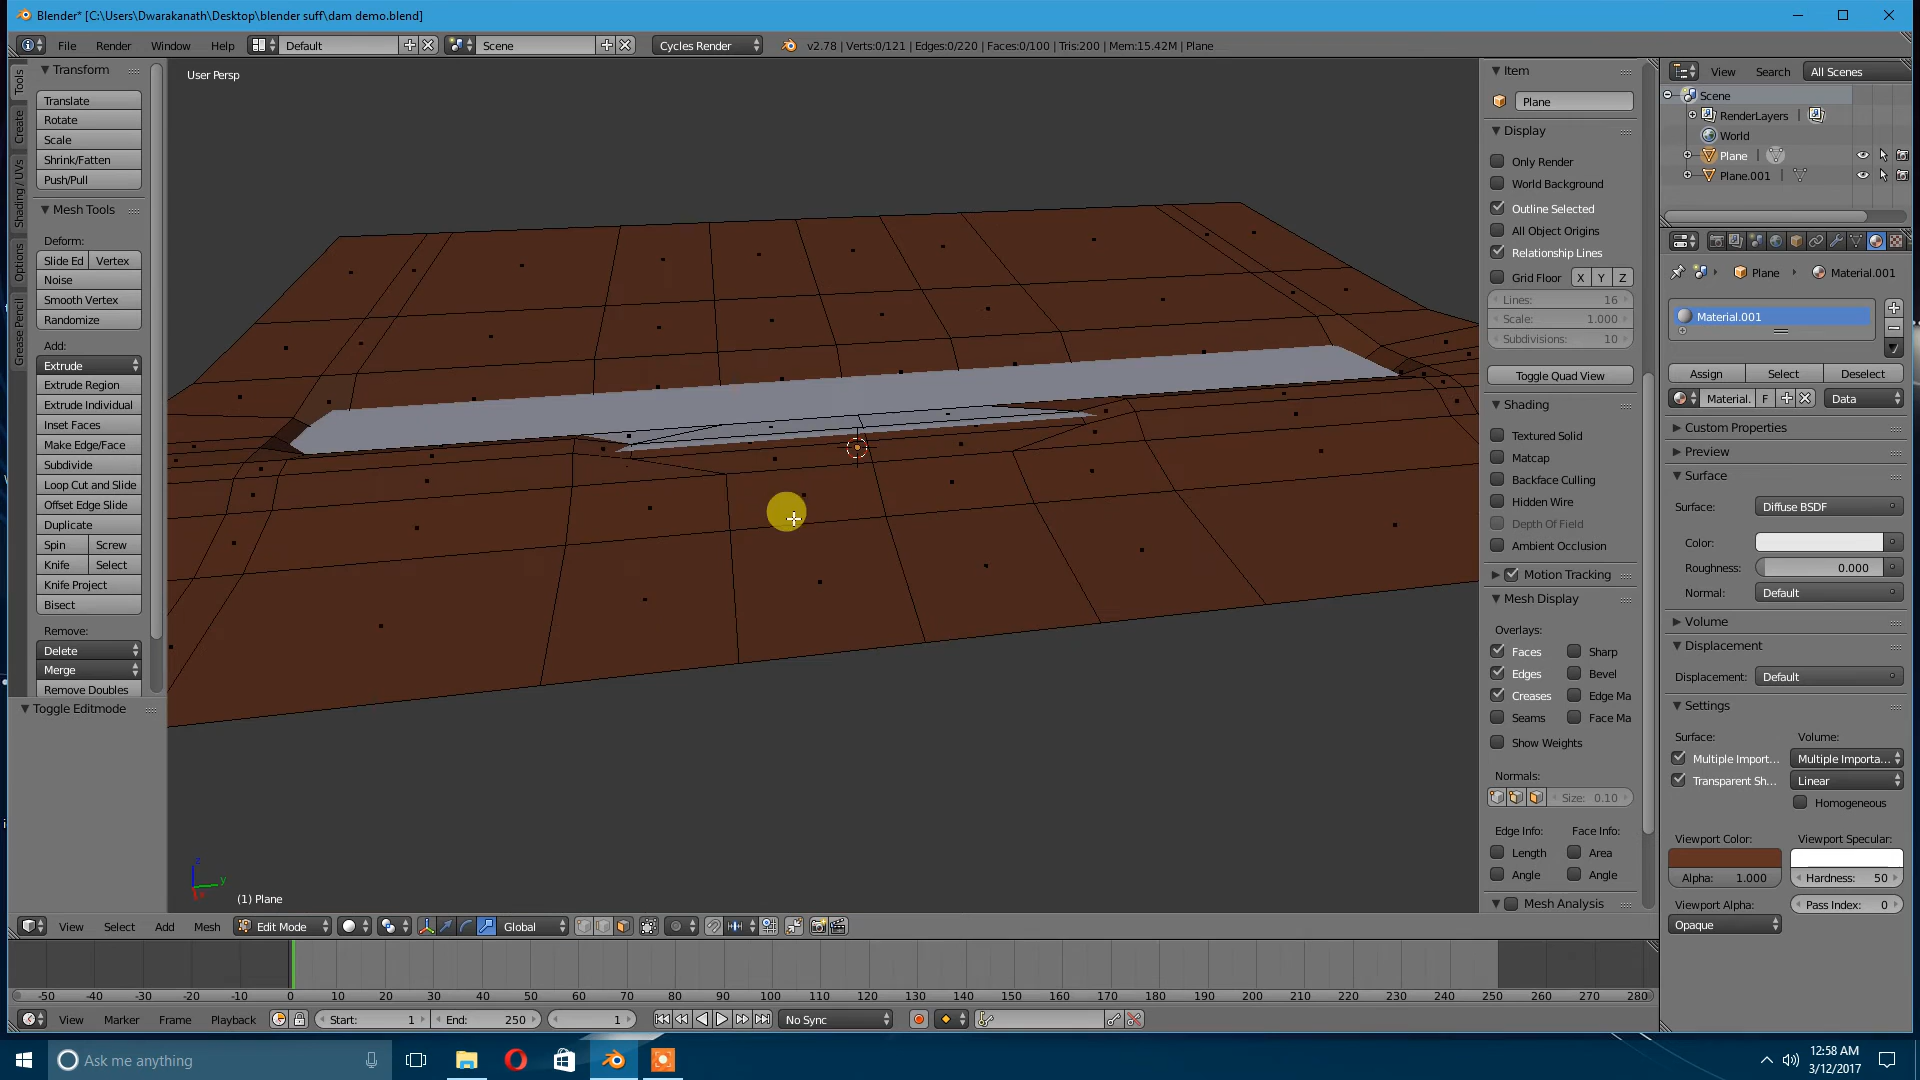 Blender* [C:\Users\Dwarakanath\Desktop\blender suff\dam demo.blend]
File Render Window Help Default Scene Cycles Render v2.78 | Verts:0/121 | Edges:0/220 | Faces:0/100 | Tris:200 | Mem:15.42M | Plane
Tools
Create
Shading / UVs
Options
Grease Pencil
Transform
Translate
Rotate
Scale
Shrink/Fatten
Push/Pull
Mesh Tools
Deform:
Slide Ed Vertex
Noise
Smooth Vertex
Randomize
Add:
Extrude
Extrude Region
Extrude Individual
Inset Faces
Make Edge/Face
Subdivide
Loop Cut and Slide
Offset Edge Slide
Duplicate
Spin Screw
Knife Select
Knife Project
Bisect
Remove:
Delete
Merge
Remove Doubles
Toggle Editmode
User Persp
z
y
(1) Plane
Item
Plane
Display
Only Render
World Background
Outline Selected
All Object Origins
Relationship Lines
Grid Floor X Y Z
Lines: 16
Scale: 1.000
Subdivisions: 10
Toggle Quad View
Shading
Textured Solid
Matcap
Backface Culling
Hidden Wire
Depth Of Field
Ambient Occlusion
Motion Tracking
Mesh Display
Overlays:
Faces Sharp
Edges Bevel
Creases Edge Ma
Seams Face Ma
Show Weights
Normals:
Size: 0.10
Edge Info: Face Info:
Length Area
Angle Angle
Mesh Analysis
View Search All Scenes
Scene
RenderLayers |
World
Plane |
Plane.001 |
Plane Material.001
Material.001
Assign Select Deselect
Material. F Data
Custom Properties
Preview
Surface
Surface: Diffuse BSDF
Color:
Roughness: 0.000
Normal: Default
Volume
Displacement
Displacement: Default
Settings
Surface: Volume:
Multiple Import... Multiple Importa...
Transparent Sh... Linear
Homogeneous
Viewport Color: Viewport Specular:
Alpha: 1.000 Hardness: 50
Viewport Alpha: Pass Index: 0
Opaque
View Select Add Mesh Edit Mode Global
-50 -40 -30 -20 -10 0 10 20 30 40 50 60 70 80 90 100 110 120 130 140 150 160 170 180 190 200 210 220 230 240 250 260 270 280
View Marker Frame Playback Start: 1 End: 250 1 No Sync
Ask me anything
12:58 AM
3/12/2017